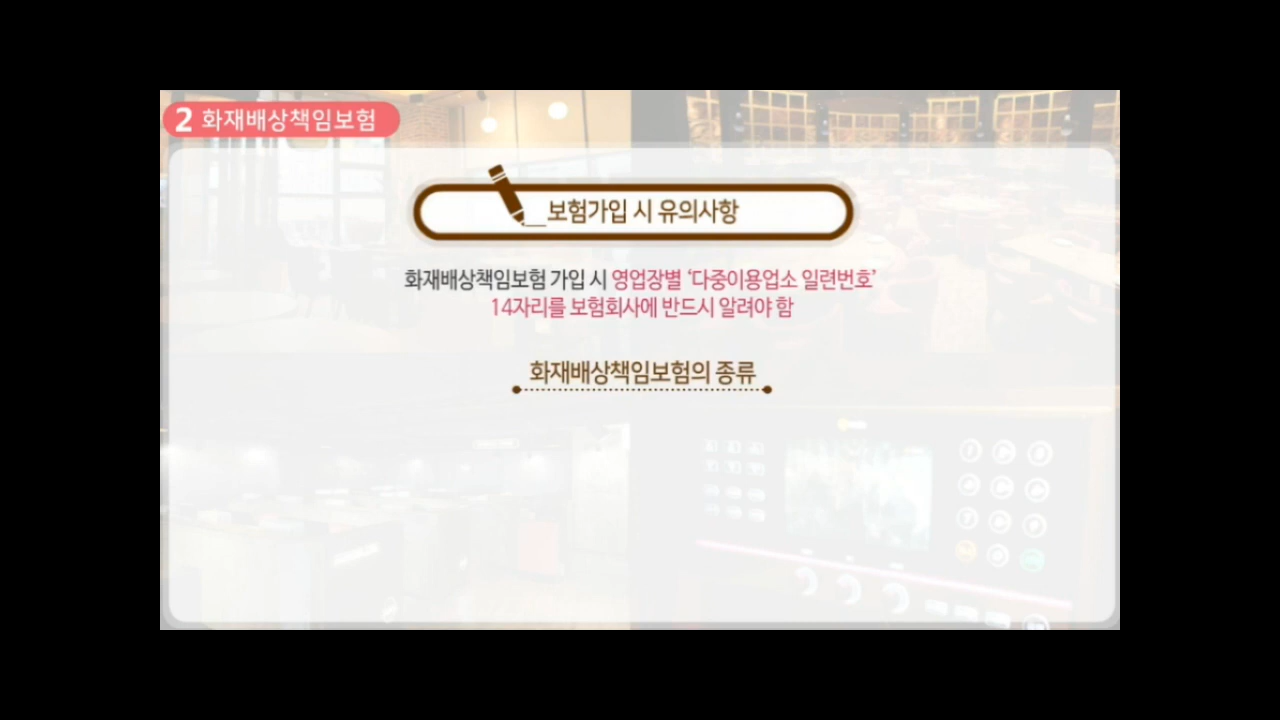 2 화재배상책임보험
보험가입 시 유의사항
화재배상책임보험 가입 시 영업장별 ‘다중이용업소 일련번호’
14자리를 보험회사에 반드시 알려야 함
화재배상책임보험의 종류